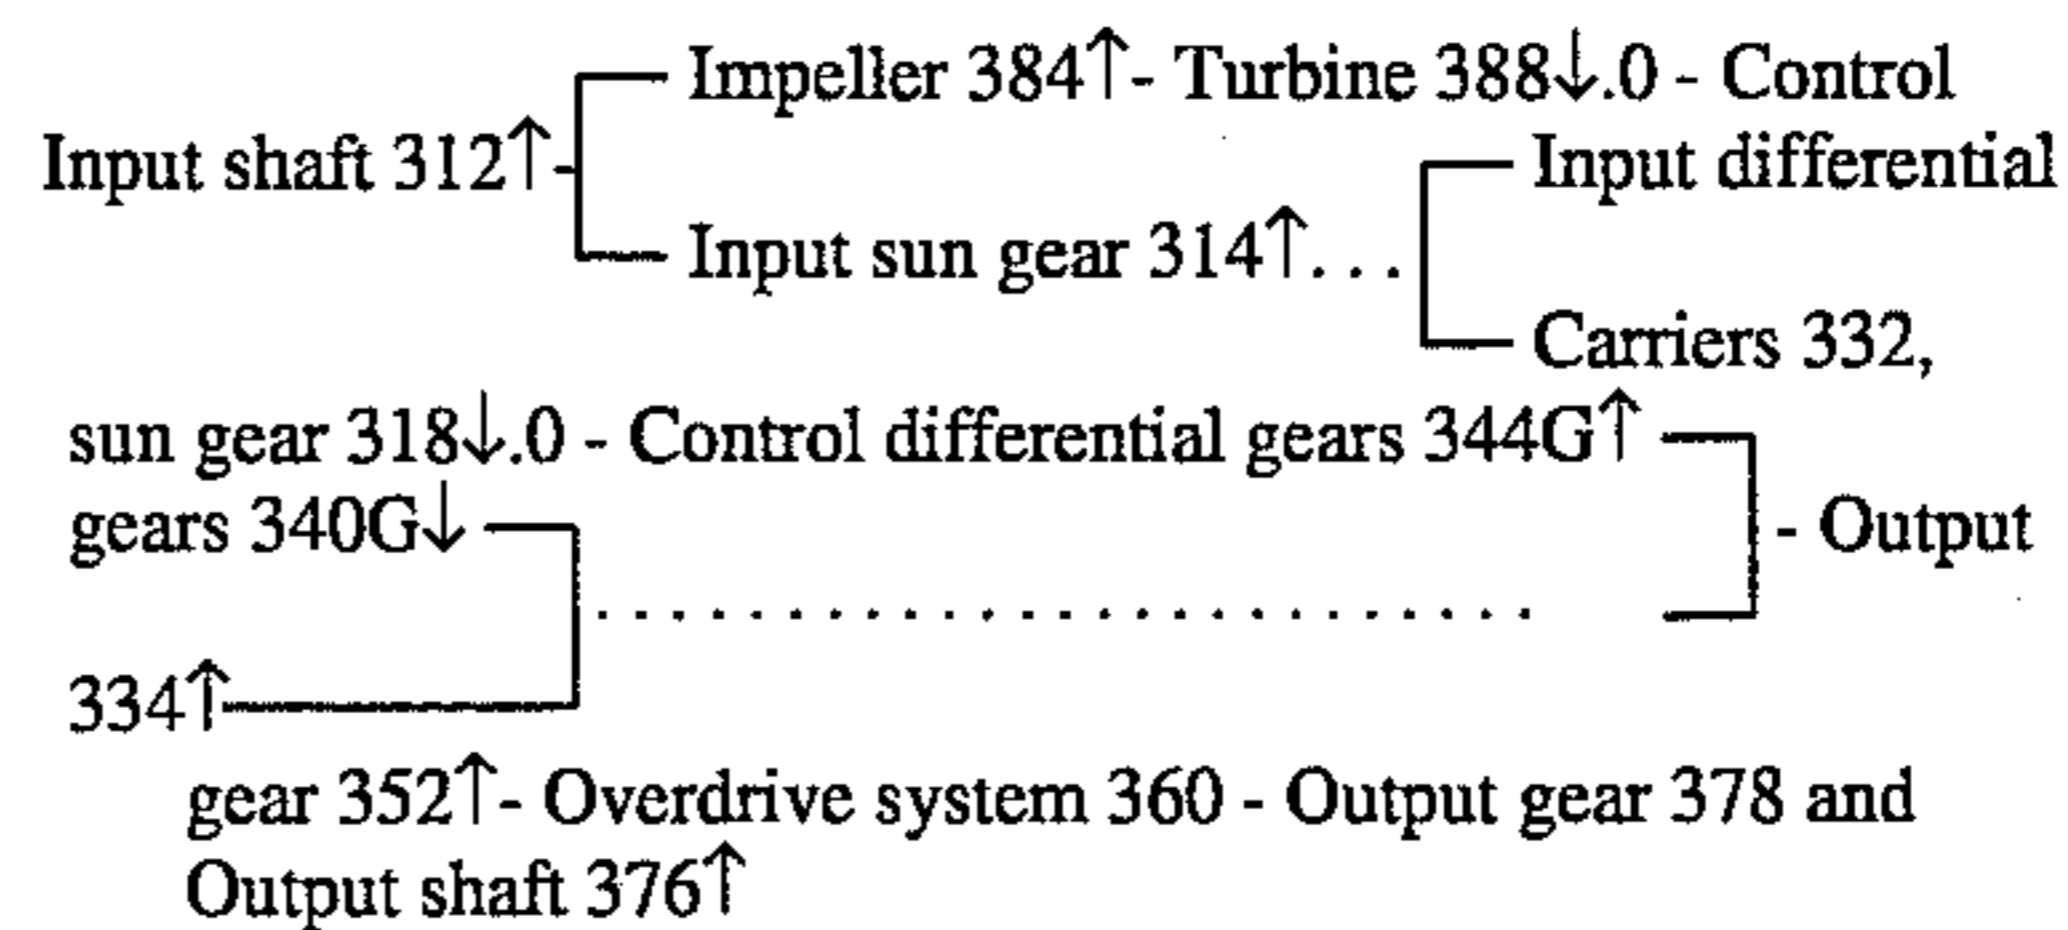 Impeller 384↑- Turbine 388↓.0 - Control
Input shaft 312↑-
Input differential
Input sun gear 314↑. . .
Carriers 332,
sun gear 318↓.0 - Control differential gears 344G↑
gears 340G↓
- Output
. . . . . . . . . . . . . . . . . . . . . . . . .
334↑
gear 352↑- Overdrive system 360 - Output gear 378 and
Output shaft 376↑